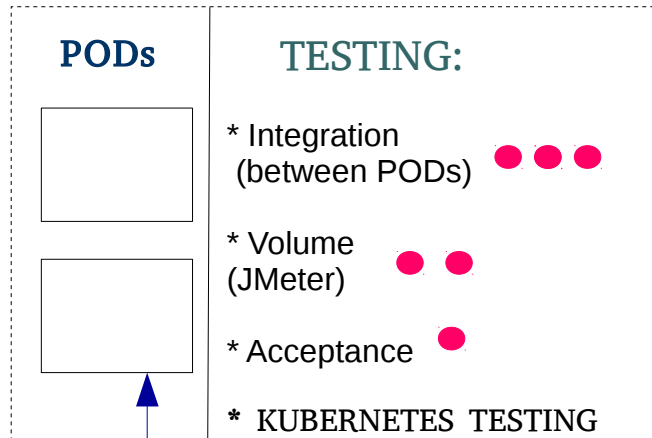 PODs
TESTING:
* Integration
(between PODs)
* Volume
(JMeter)
* Acceptance
* KUBERNETES TESTING